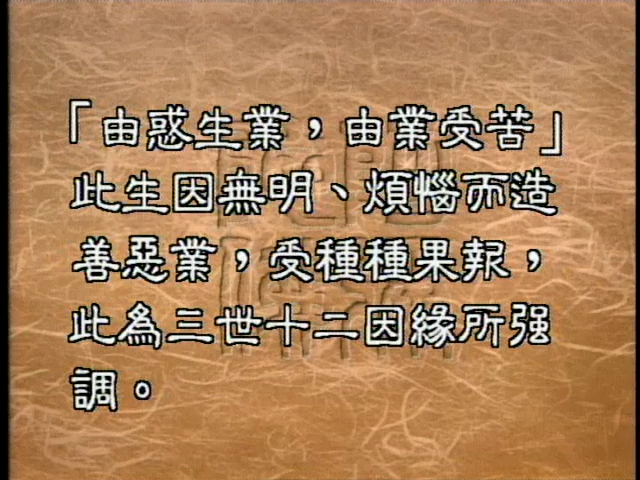 「由惑生業，由業受苦」
此生因無明、煩惱而造
善惡業，受種種果報，
此為三世十二因緣所强
調。